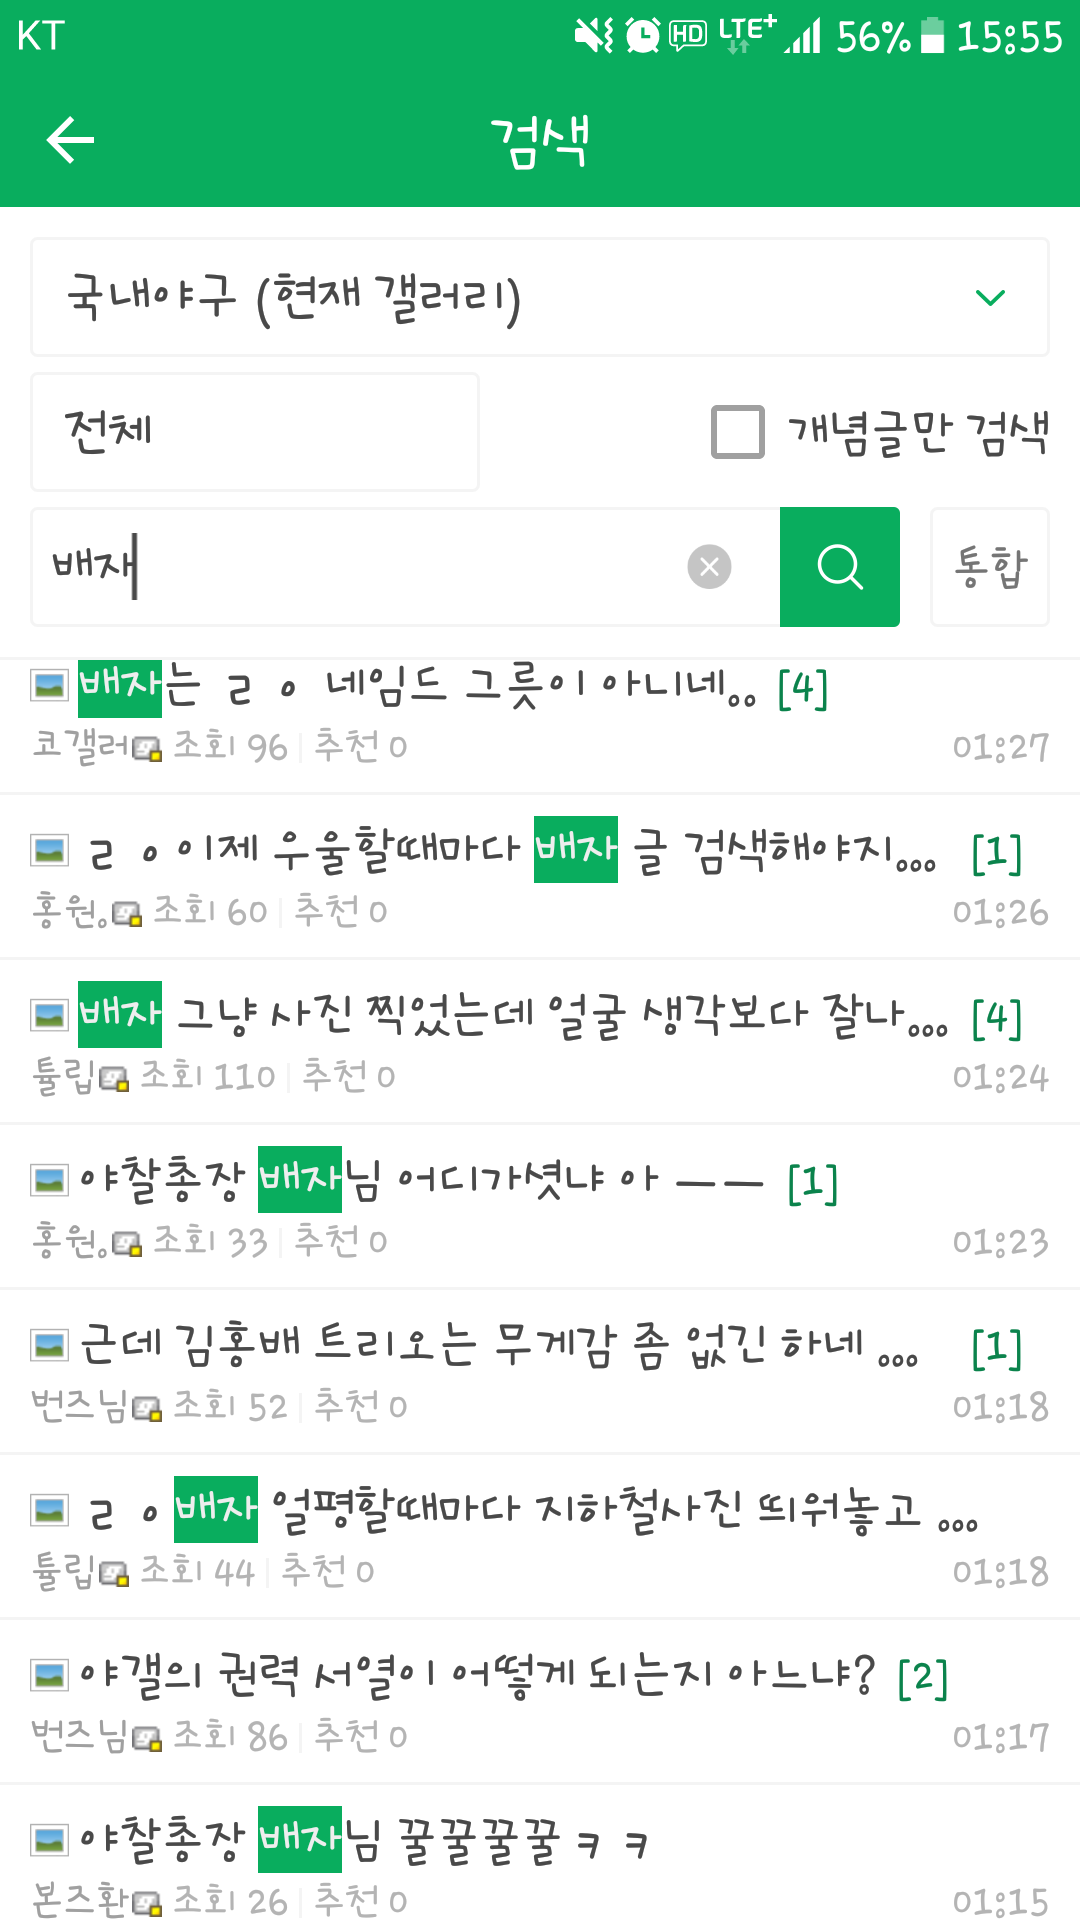 KT HD LTE+ 56% 15:55
검색
국내야구 (현재 갤러리)
전체 개념글만 검색
배자 통합
배자는 ㄹㅇ 네임드 그릇이 아니네.. [4]
코갤러 조회 96 추천 0 01:27
ㄹㅇ이제 우울할때마다 배자 글 검색해야지... [1]
홍원. 조회 60 추천 0 01:26
배자 그냥 사진 찍었는데 얼굴 생각보다 잘나... [4]
튤립 조회 110 추천 0 01:24
야찰총장 배자님 어디가셧냐 아 ㅡㅡ [1]
홍원. 조회 33 추천 0 01:23
근데 김홍배 트리오는 무게감 좀 없긴 하네 ... [1]
번즈님 조회 52 추천 0 01:18
ㄹㅇ배자 얼평할때마다 지하철사진 띄워놓고 ...
튤립 조회 44 추천 0 01:18
야갤의 권력 서열이 어떻게 되는지 아느냐? [2]
번즈님 조회 86 추천 0 01:17
야찰총장 배자님 꿀꿀꿀꿀ㅋㅋ
본즈환 조회 26 추천 0 01:15